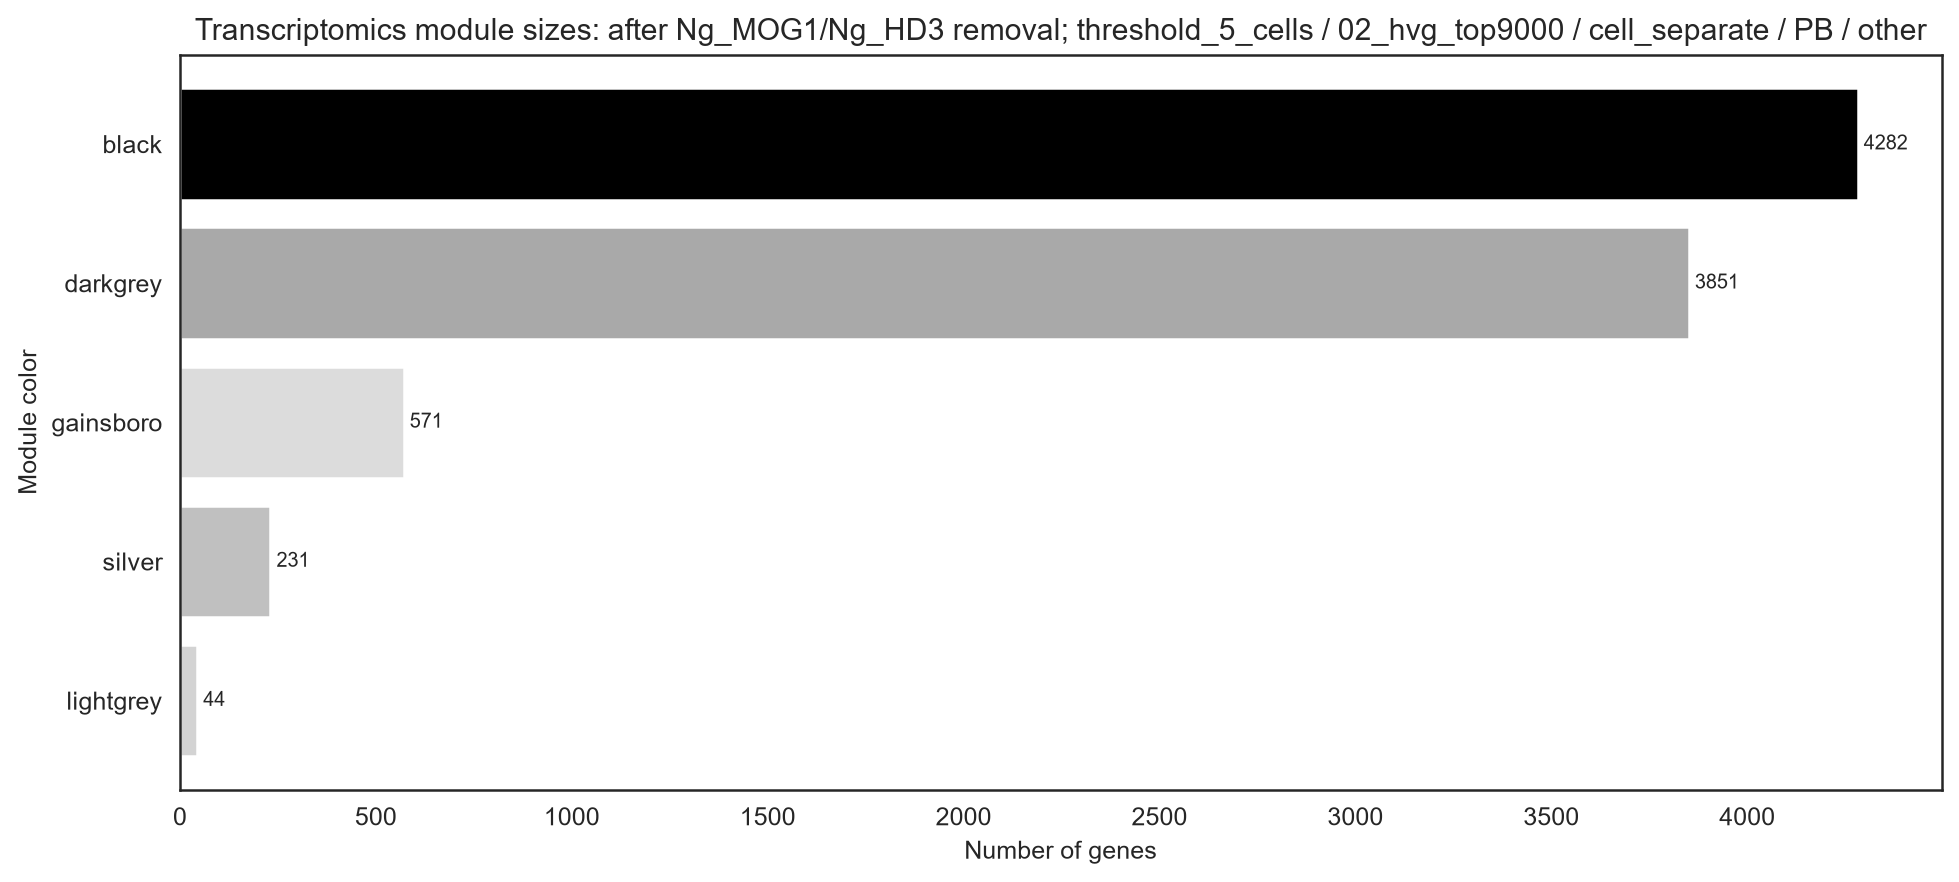 Transcriptomics module sizes: after Ng_MOG1/Ng_HD3 removal; threshold_5_cells / 02_hvg_top9000 / cell_separate / PB / other
Module color
black
4282
darkgrey
3851
gainsboro
571
silver
231
lightgrey
44
0 500 1000 1500 2000 2500 3000 3500 4000
Number of genes